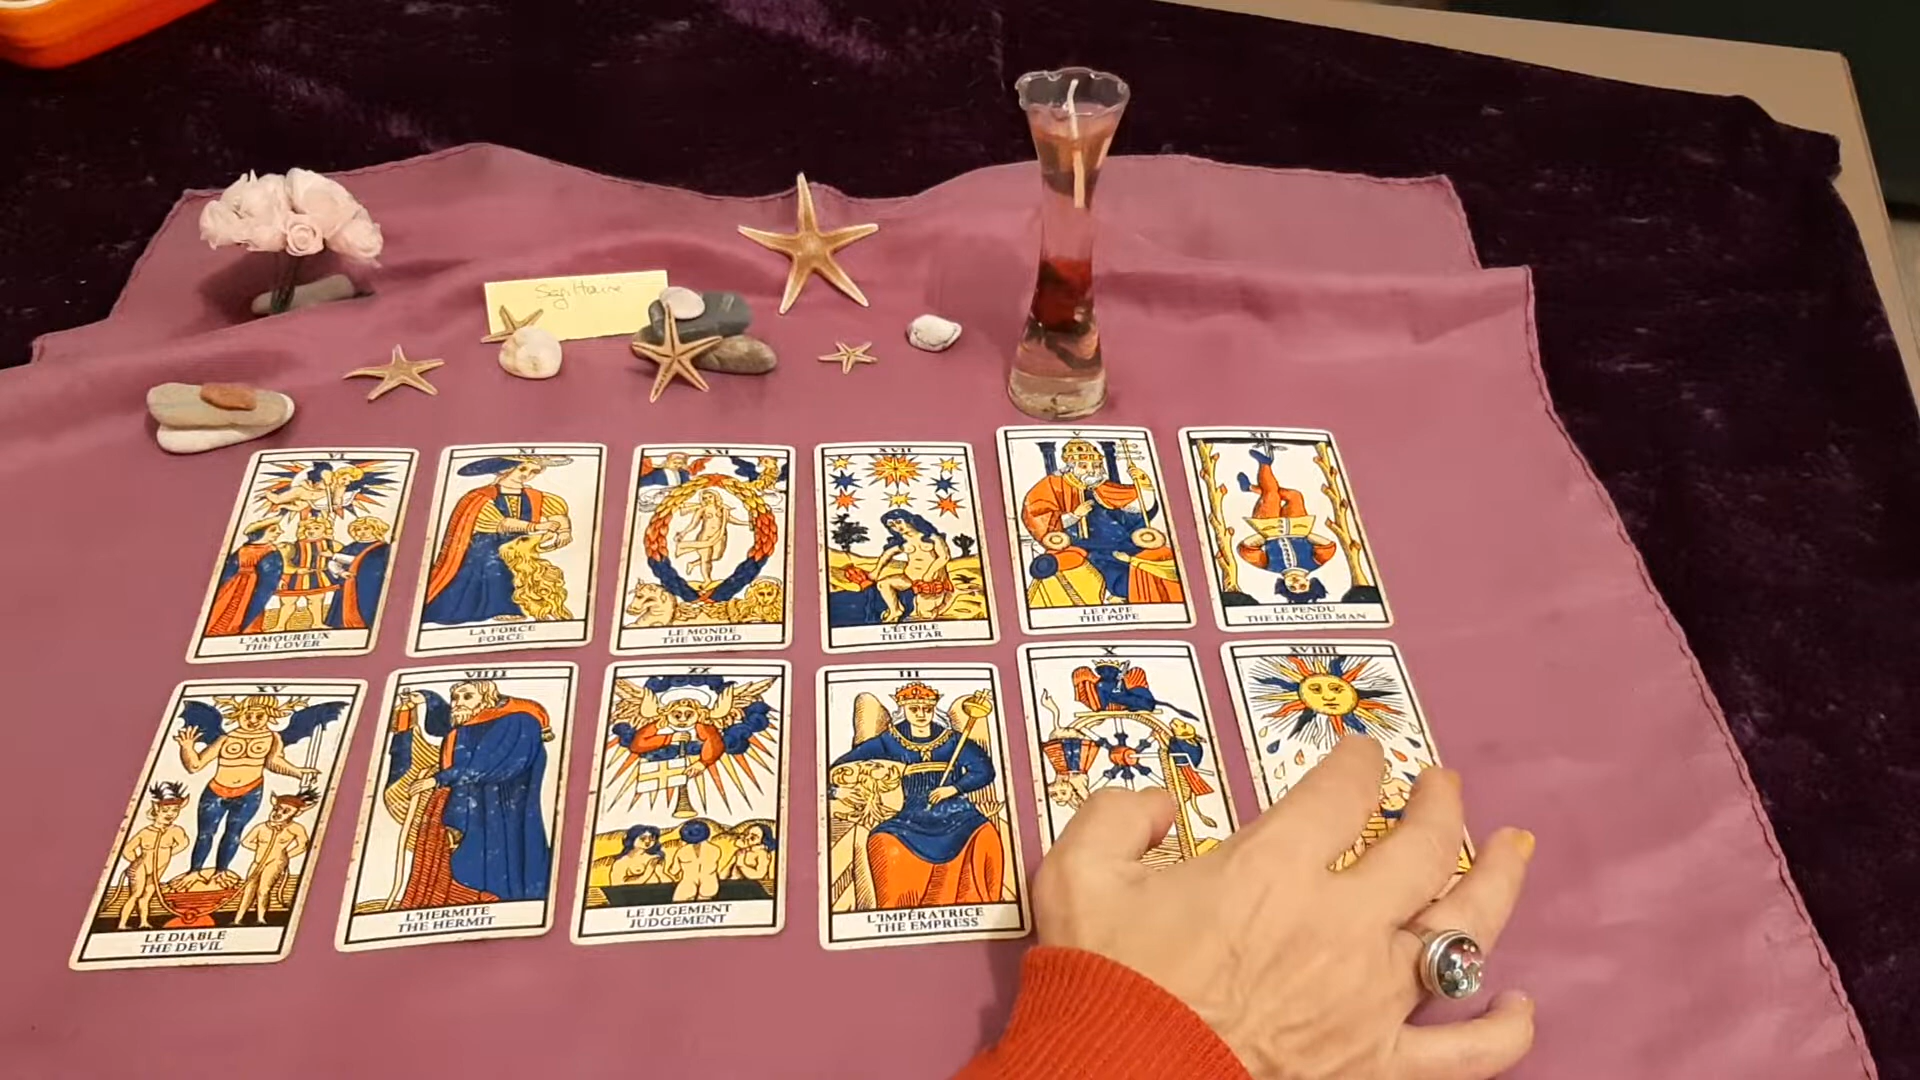 Sagittaire
VI
L'AMOUREUX
THE LOVER
XI
LA FORCE
FORCE
XXI
LE MONDE
THE WORLD
XVII
L'ÉTOILE
THE STAR
V
LE PAPE
THE POPE
XII
LE PENDU
THE HANGED MAN
XV
LE DIABLE
THE DEVIL
VIIII
L'HERMITE
THE HERMIT
XX
LE JUGEMENT
JUDGEMENT
III
L'IMPÉRATRICE
THE EMPRESS
X
XVIIII